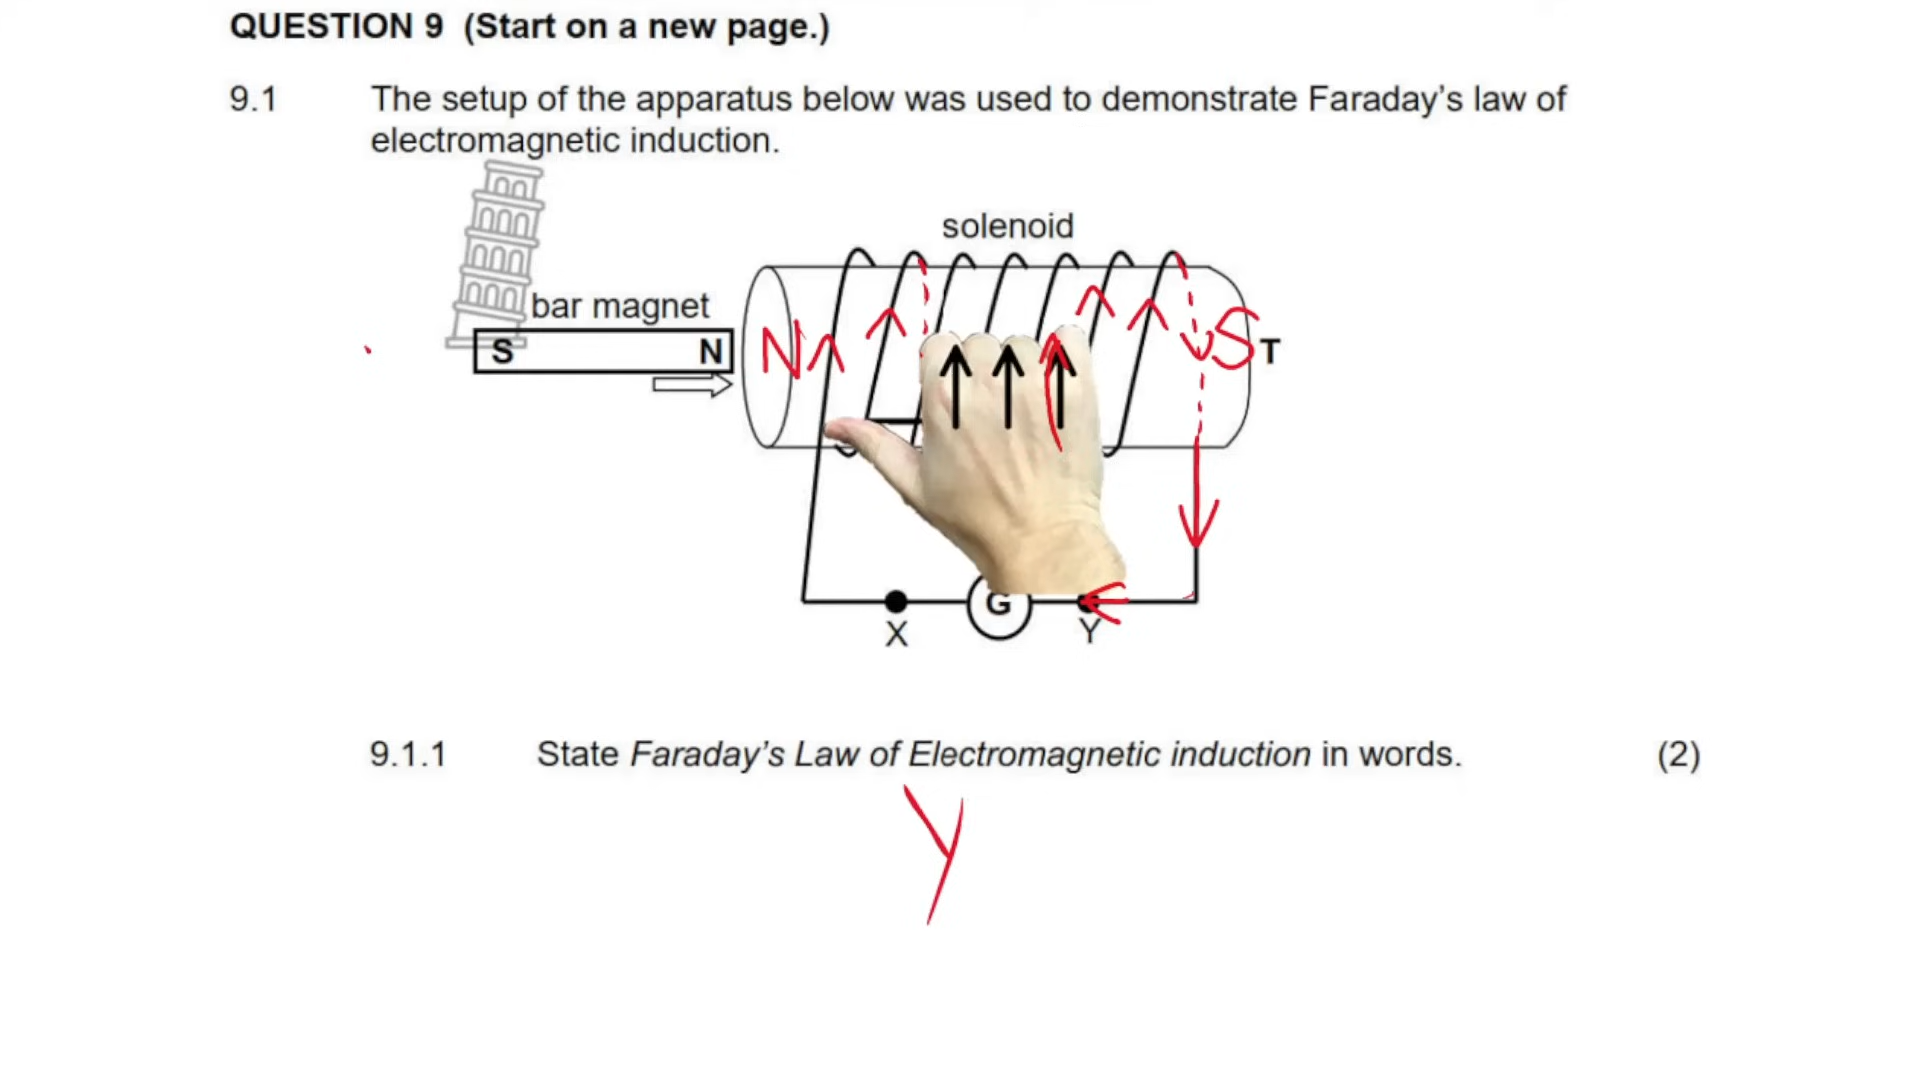 QUESTION 9 (Start on a new page.)
9.1 The setup of the apparatus below was used to demonstrate Faraday's law of
electromagnetic induction.
solenoid
bar magnet
S N N S T
G
X Y
9.1.1 State Faraday's Law of Electromagnetic induction in words. (2)
Y